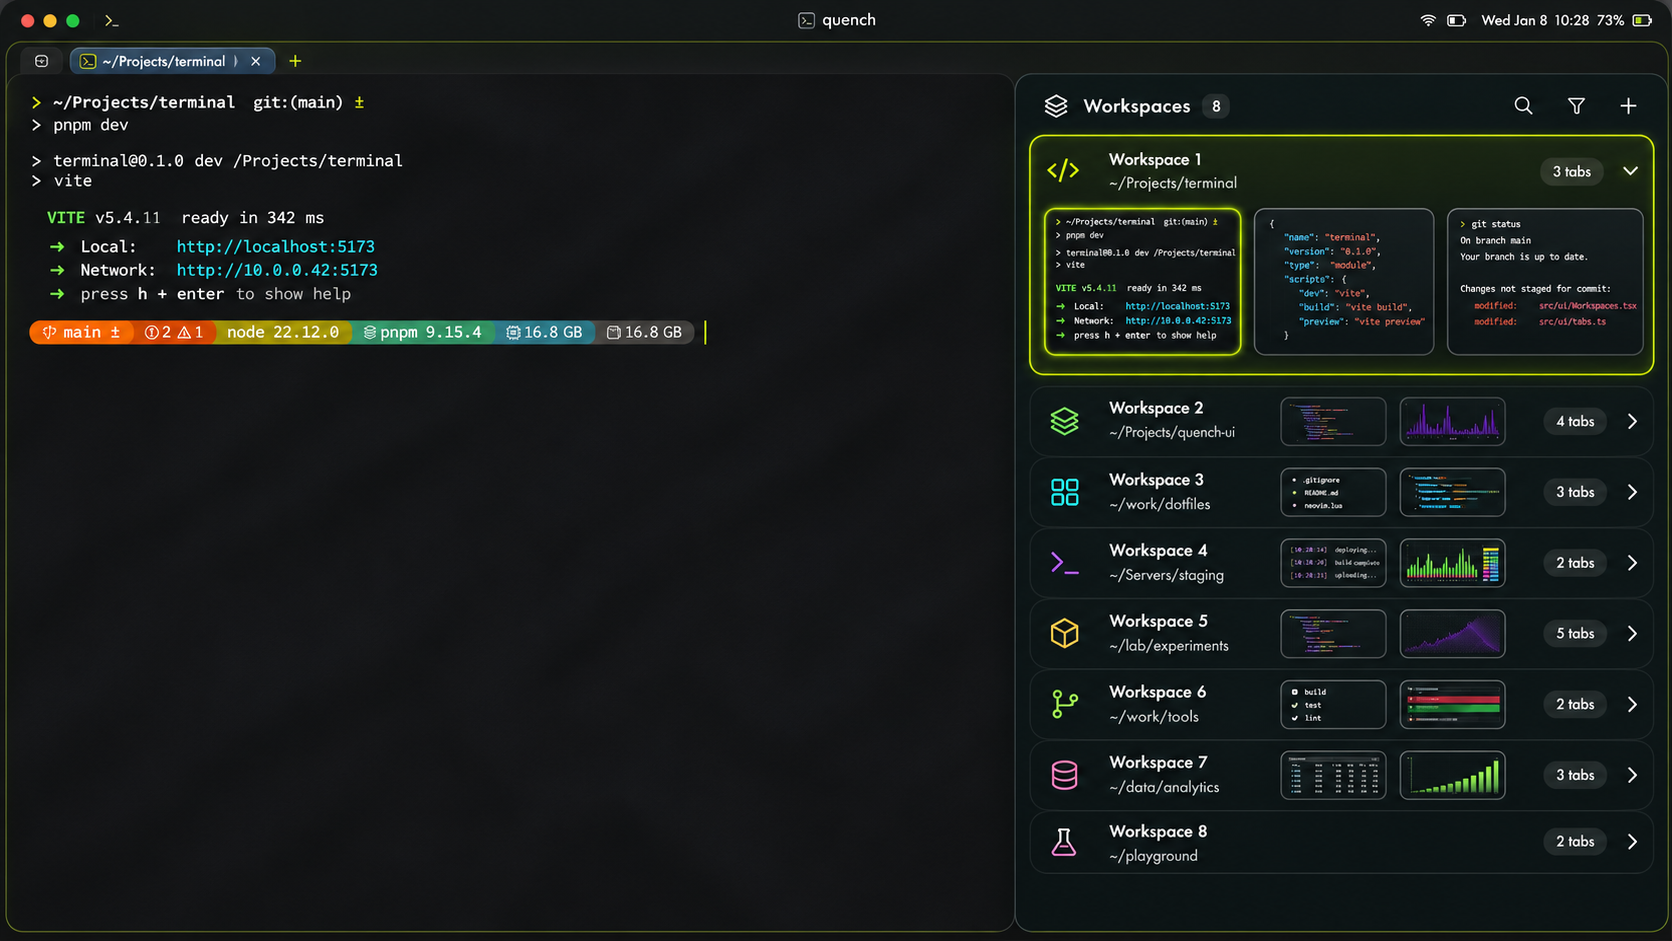 >_
quench
Wed Jan 8 10:28 73%
~/Projects/terminal
> ~/Projects/terminal git:(main) ±
> pnpm dev
> terminal@0.1.0 dev /Projects/terminal
> vite
VITE v5.4.11 ready in 342 ms
➜ Local: http://localhost:5173
➜ Network: http://10.0.0.42:5173
➜ press h + enter to show help
main ± 2 1 node 22.12.0 pnpm 9.15.4 16.8 GB 16.8 GB
Workspaces 8
Workspace 1
~/Projects/terminal
3 tabs
> ~/Projects/terminal git:(main) ±
> pnpm dev
> terminal@0.1.0 dev /Projects/terminal
> vite
VITE v5.4.11 ready in 342 ms
➜ Local: http://localhost:5173
➜ Network: http://10.0.0.42:5173
➜ press h + enter to show help
{
"name": "terminal",
"version": "0.1.0",
"type": "module",
"scripts": {
"dev": "vite",
"build": "vite build",
"preview": "vite preview"
}
> git status
On branch main
Your branch is up to date.
Changes not staged for commit:
modified: src/ui/Workspaces.tsx
modified: src/ui/tabs.ts
Workspace 2
~/Projects/quench-ui
4 tabs
Workspace 3
~/work/dotfiles
.gitignore
README.md
neovim.lua
3 tabs
Workspace 4
~/Servers/staging
deploying...
build complete
uploading...
2 tabs
Workspace 5
~/lab/experiments
5 tabs
Workspace 6
~/work/tools
build
test
lint
2 tabs
Workspace 7
~/data/analytics
3 tabs
Workspace 8
~/playground
2 tabs